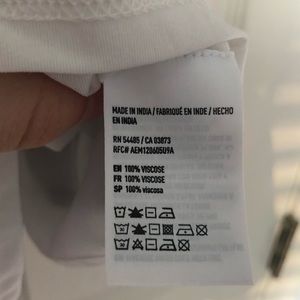 MADE IN INDIA / FABRIQUÉ EN INDE / HECHO
EN INDIA
RN 54485 / CA 03873
RFC# AEM120605U9A
EN 100% VISCOSE
FR 100% VISCOSE
SP 100% viscosa